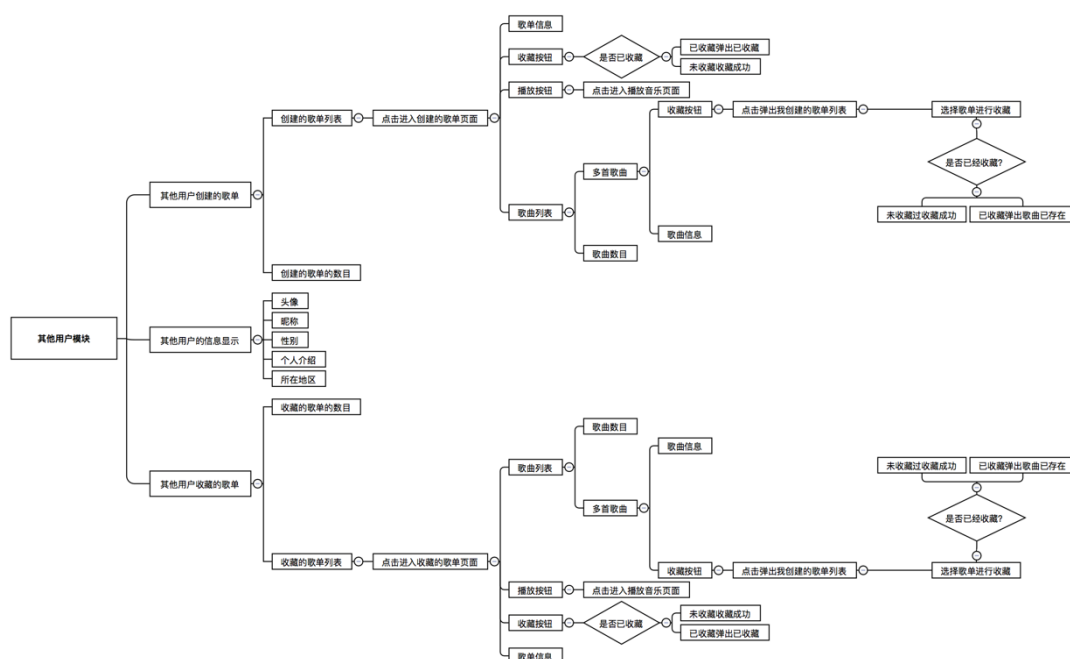 歌单信息
收藏按钮
是否已收藏
已收藏弹出已收藏
未收藏收藏成功
播放按钮
点击进入播放音乐页面
创建的歌单列表
点击进入创建的歌单页面
收藏按钮
点击弹出我创建的歌单列表
选择歌单进行收藏
是否已经收藏?
多首歌曲
其他用户创建的歌单
歌曲列表
未收藏过收藏成功
已收藏弹出歌曲已存在
歌曲信息
歌曲数目
创建的歌单的数目
头像
昵称
其他用户模块
其他用户的信息显示
性别
个人介绍
所在地区
收藏的歌单的数目
歌曲数目
歌曲信息
歌曲列表
未收藏过收藏成功
已收藏弹出歌曲已存在
其他用户收藏的歌单
多首歌曲
是否已经收藏?
收藏的歌单列表
点击进入收藏的歌单页面
收藏按钮
点击弹出我创建的歌单列表
选择歌单进行收藏
播放按钮
点击进入播放音乐页面
收藏按钮
是否已收藏
未收藏收藏成功
已收藏弹出已收藏
歌单信息